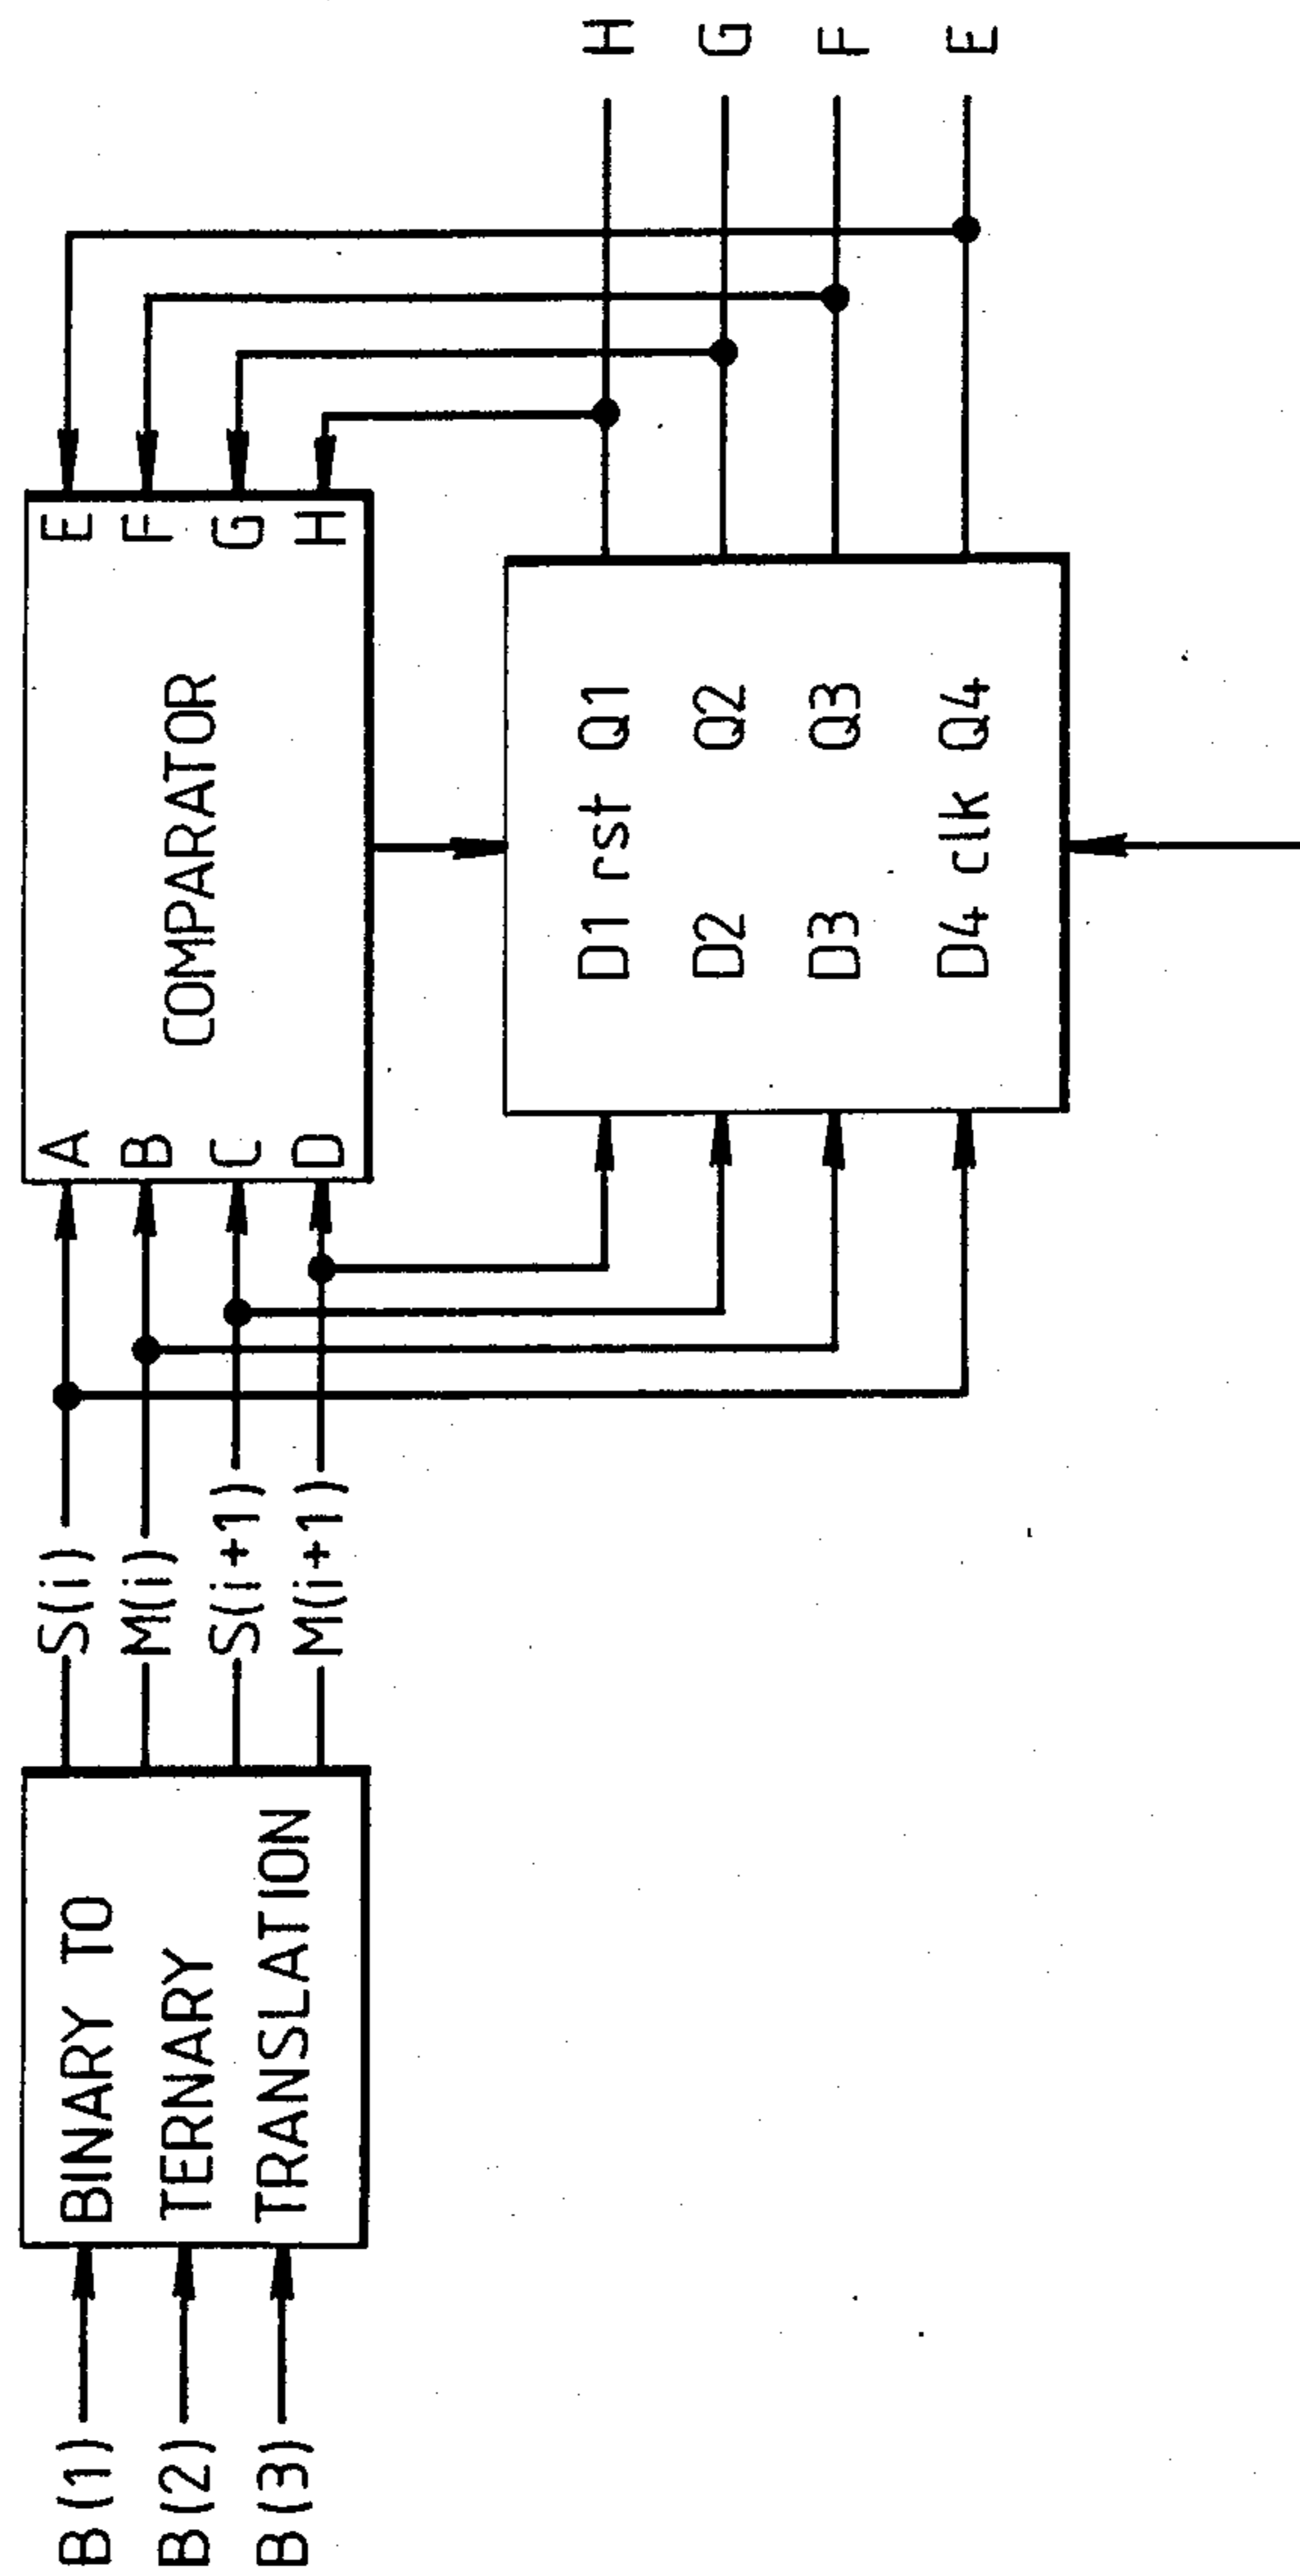 B(1)
B(2)
B(3)
BINARY TO
TERNARY
TRANSLATION
S(i)
M(i)
S(i+1)
M(i+1)
A
B
C
D
COMPARATOR
E
F
G
H
D1 rst Q1
D2 Q2
D3 Q3
D4 clk Q4
H
G
F
E